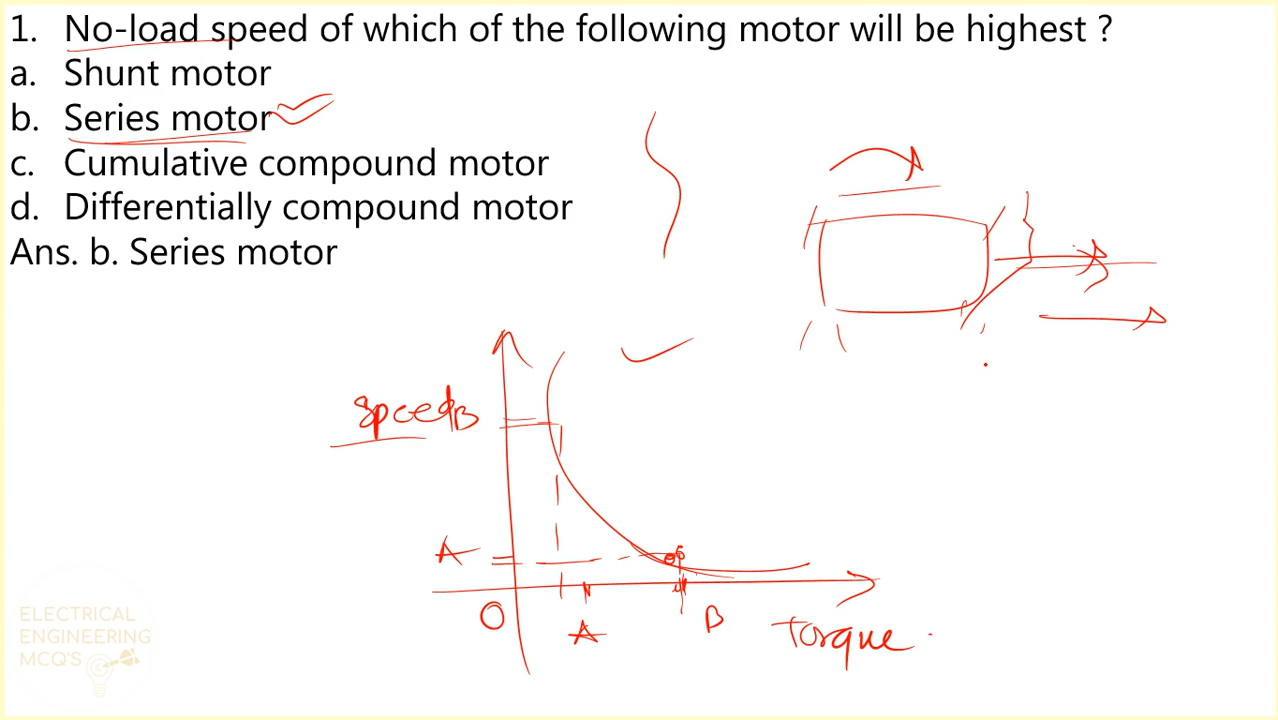 1. No-load speed of which of the following motor will be highest ?
a. Shunt motor
b. Series motor
c. Cumulative compound motor
d. Differentially compound motor
Ans. b. Series motor
Speed B
A
O
A
B
Torque
ELECTRICAL
ENGINEERING
MCQ'S